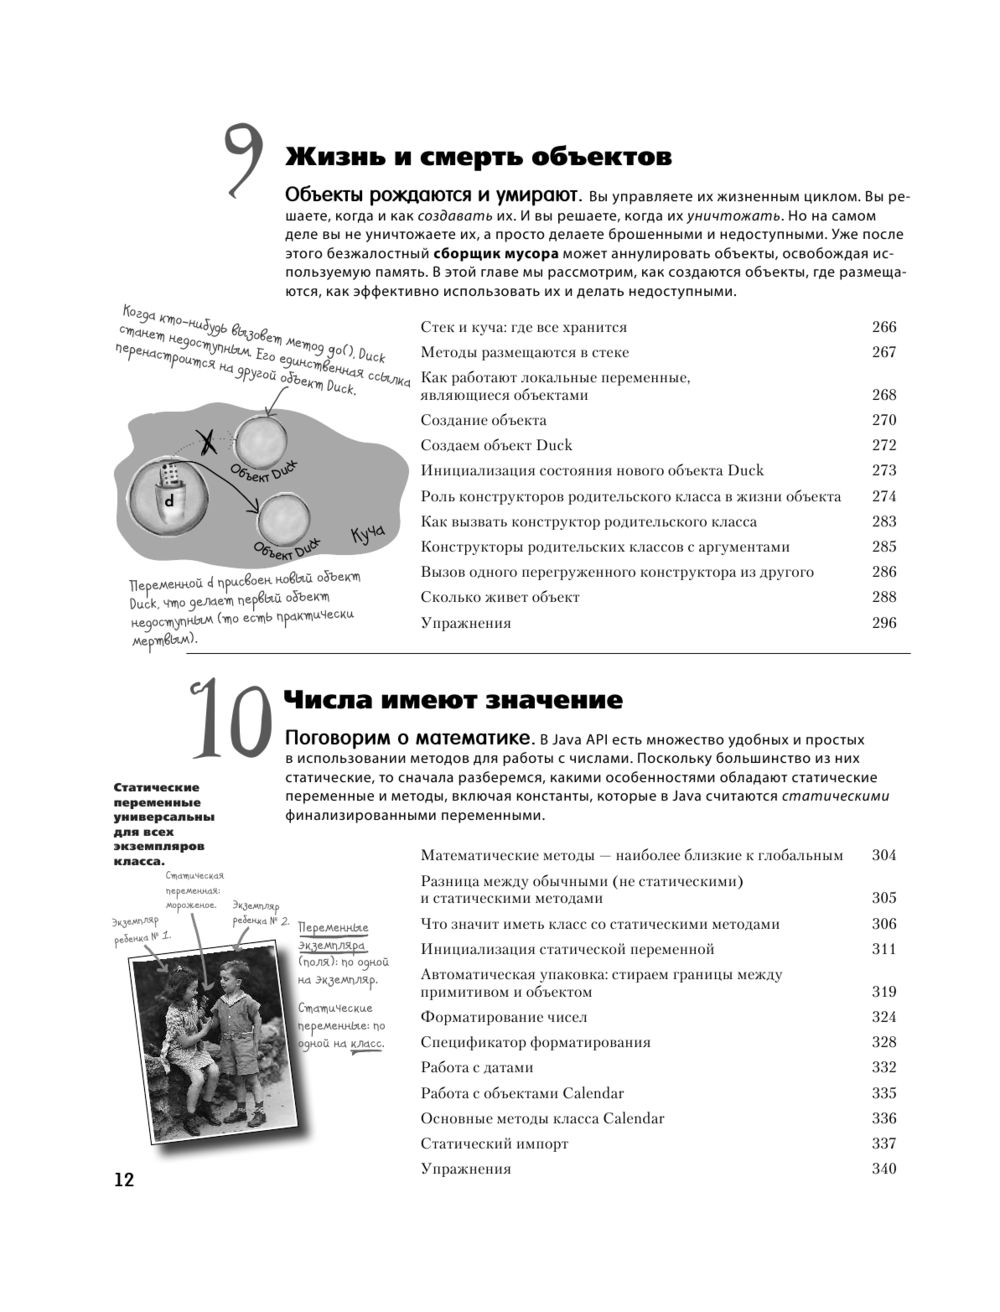 9
Жизнь и смерть объектов
Объекты рождаются и умирают. Вы управляете их жизненным циклом. Вы ре-
шаете, когда и как создавать их. И вы решаете, когда их уничтожать. Но на самом
деле вы не уничтожаете их, а просто делаете брошенными и недоступными. Уже после
этого безжалостный сборщик мусора может аннулировать объекты, освобождая ис-
пользуемую память. В этой главе мы рассмотрим, как создаются объекты, где размеща-
ются, как эффективно использовать их и делать недоступными.
Когда кто-нибудь вызовет метод go(), Duck
станет недоступным. Его единственная ссылка
перенастроится на другой объект Duck.
Объект Duck
d
Объект Duck
Куча
Переменной d присвоен новый объект
Duck, что делает первый объект
недоступным (то есть практически
мертвым).
Стек и куча: где все хранится 266
Методы размещаются в стеке 267
Как работают локальные переменные,
являющиеся объектами 268
Создание объекта 270
Создаем объект Duck 272
Инициализация состояния нового объекта Duck 273
Роль конструкторов родительского класса в жизни объекта 274
Как вызвать конструктор родительского класса 283
Конструкторы родительских классов с аргументами 285
Вызов одного перегруженного конструктора из другого 286
Сколько живет объект 288
Упражнения 296
10
Числа имеют значение
Поговорим о математике. В Java API есть множество удобных и простых
в использовании методов для работы с числами. Поскольку большинство из них
статические, то сначала разберемся, какими особенностями обладают статические
переменные и методы, включая константы, которые в Java считаются статическими
финализированными переменными.
Статические
переменные
универсальны
для всех
экземпляров
класса.
Статическая
переменная:
мороженое.
Экземпляр
ребенка № 1.
Экземпляр
ребенка № 2.
Переменные
экземпляра
(поля): по одной
на экземпляр.
Статические
переменные: по
одной на класс.
Математические методы — наиболее близкие к глобальным 304
Разница между обычными (не статическими)
и статическими методами 305
Что значит иметь класс со статическими методами 306
Инициализация статической переменной 311
Автоматическая упаковка: стираем границы между
примитивом и объектом 319
Форматирование чисел 324
Спецификатор форматирования 328
Работа с датами 332
Работа с объектами Calendar 335
Основные методы класса Calendar 336
Статический импорт 337
Упражнения 340
12